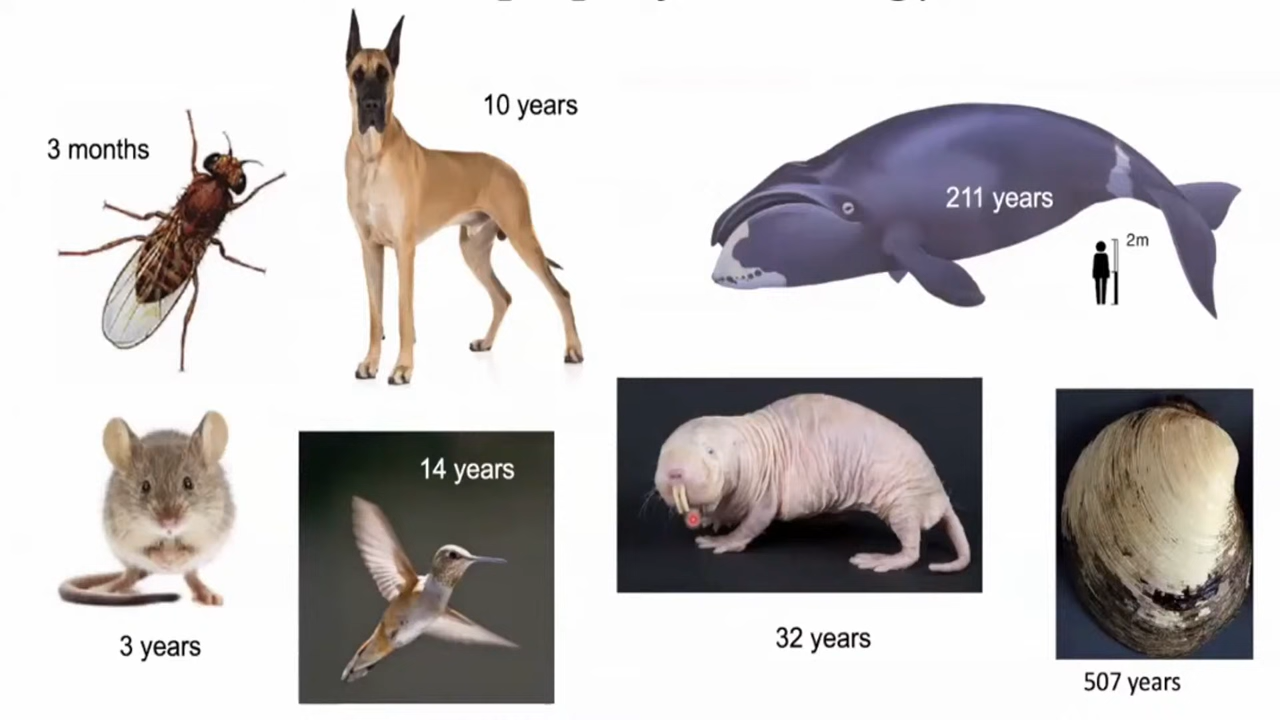 3 months
10 years
211 years
2m
3 years
14 years
32 years
507 years